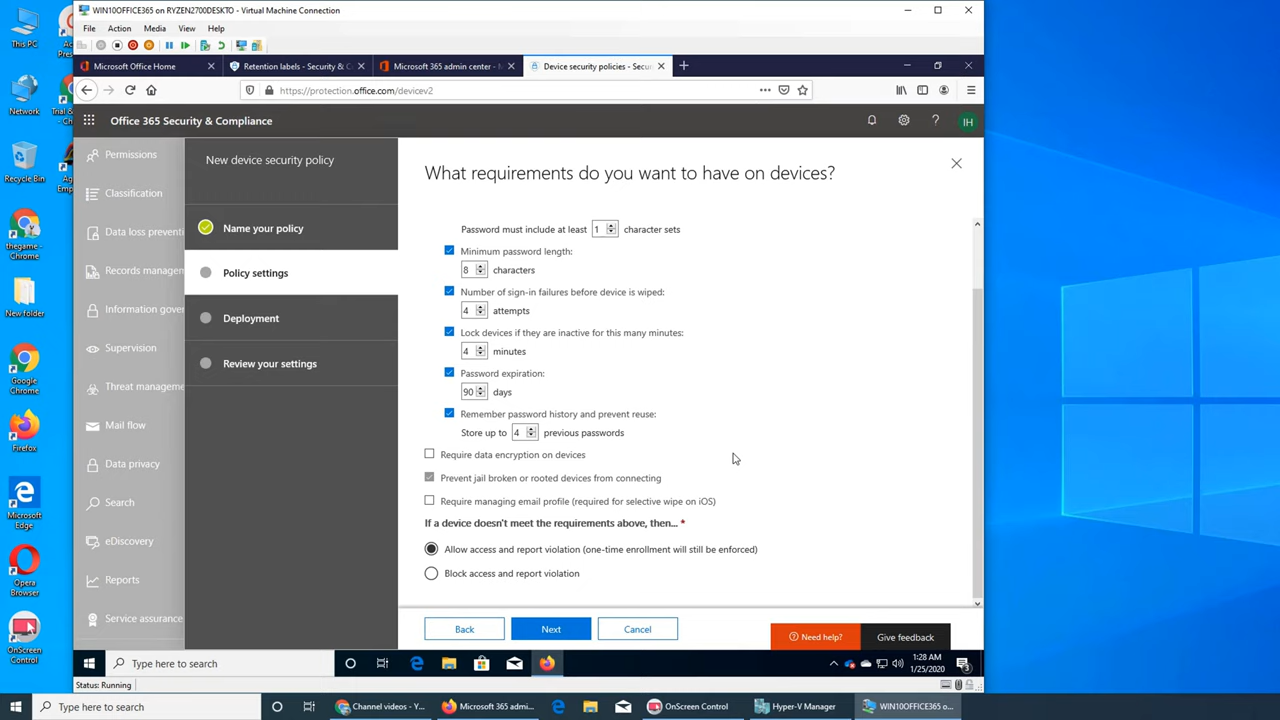 WIN10OFFICE365 on RYZEN2700DESKTO - Virtual Machine Connection
File Action Media View Help
Microsoft Office Home
Retention labels - Security & C
Microsoft 365 admin center - M
Device security policies - Secu
https://protection.office.com/devicev2
Office 365 Security & Compliance
IH
Permissions
Classification
Data loss preventi
Records managem
Information gover
Supervision
Threat manageme
Mail flow
Data privacy
Search
eDiscovery
Reports
Service assurance
New device security policy
Name your policy
Policy settings
Deployment
Review your settings
What requirements do you want to have on devices?
Password must include at least 1 character sets
Minimum password length:
8 characters
Number of sign-in failures before device is wiped:
4 attempts
Lock devices if they are inactive for this many minutes:
4 minutes
Password expiration:
90 days
Remember password history and prevent reuse:
Store up to 4 previous passwords
Require data encryption on devices
Prevent jail broken or rooted devices from connecting
Require managing email profile (required for selective wipe on iOS)
If a device doesn't meet the requirements above, then... *
Allow access and report violation (one-time enrollment will still be enforced)
Block access and report violation
Back
Next
Cancel
Need help?
Give feedback
Type here to search
1:28 AM
1/25/2020
Status: Running
This PC
Network
Recycle Bin
thegame -
Chrome
New folder
Google
Chrome
Firefox
Microsoft
Edge
Opera
Browser
OnScreen
Control
Type here to search
Channel videos - Y...
Microsoft 365 admi...
OnScreen Control
Hyper-V Manager
WIN10OFFICE365 o...